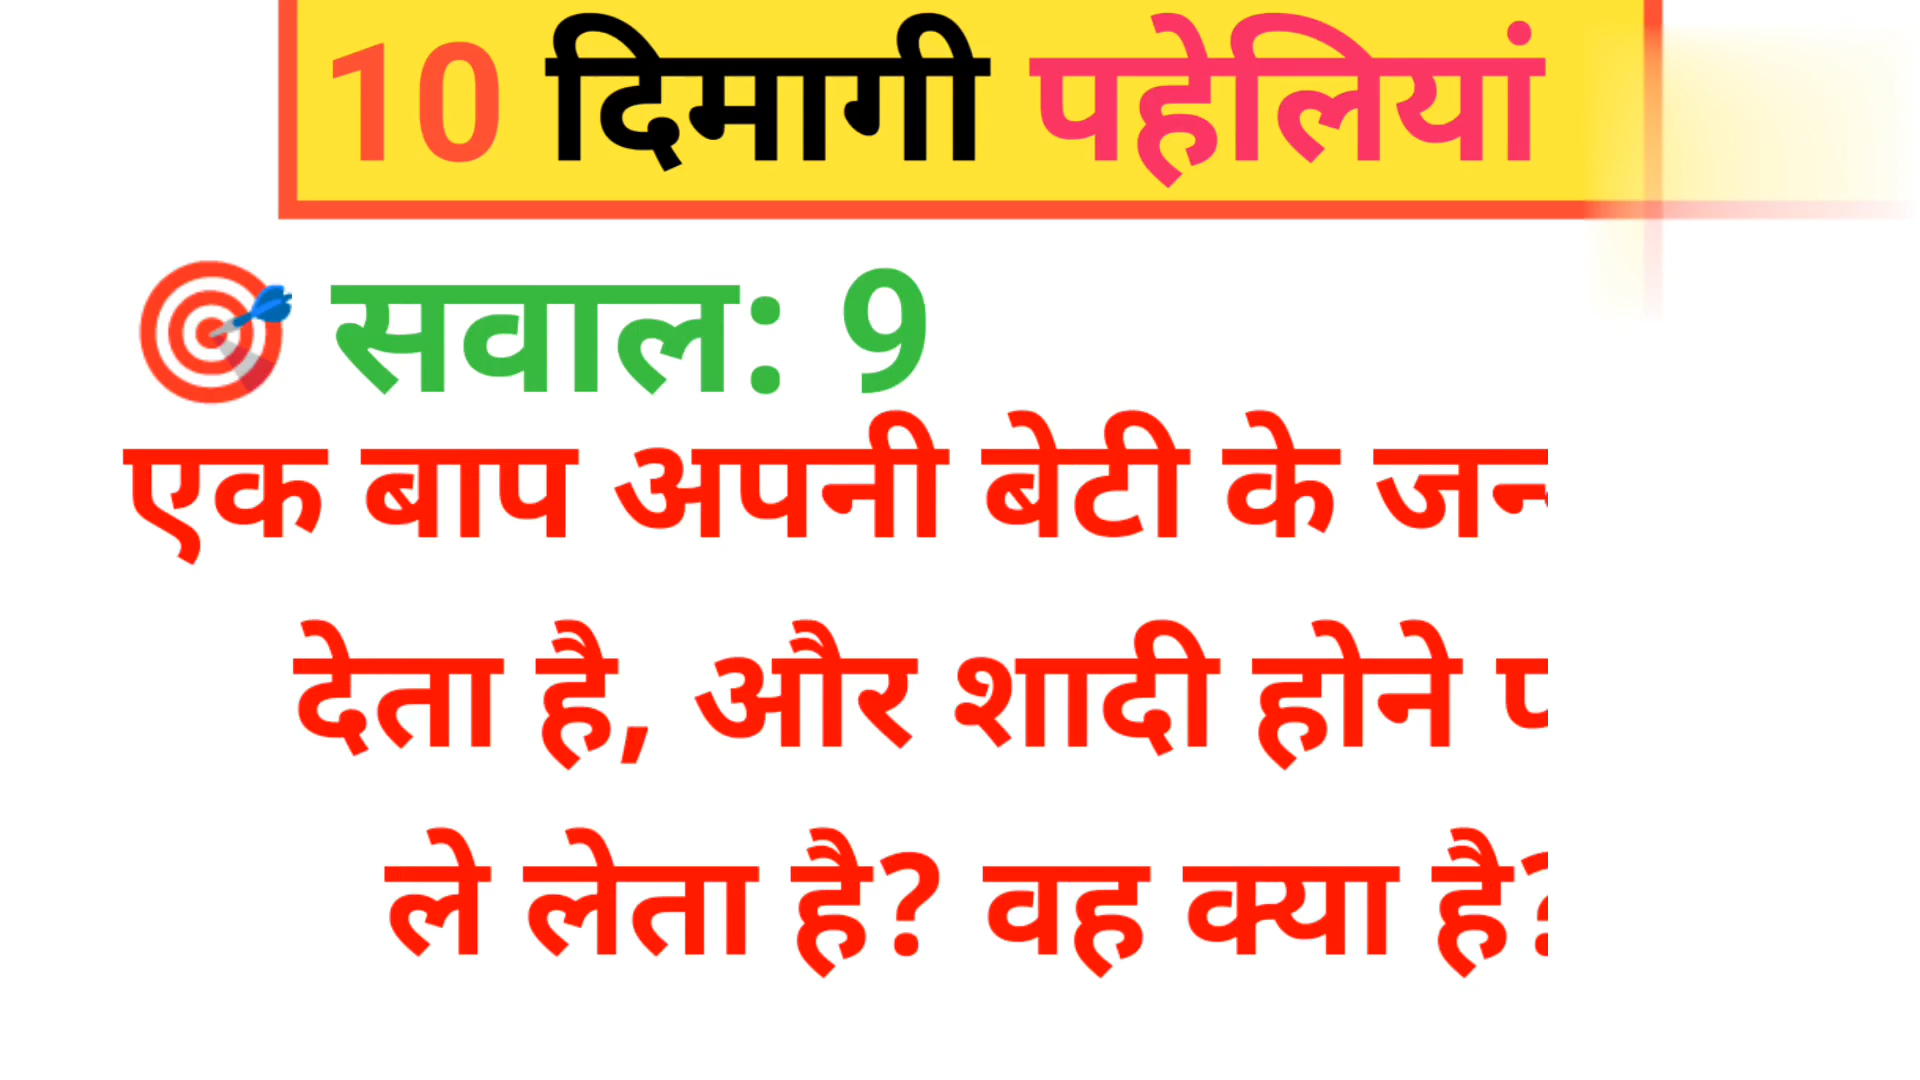 10 दिमागी पहेलियां
सवाल: 9
एक बाप अपनी बेटी के
देता है, और शादी होने
ले लेता है? वह क्या है?